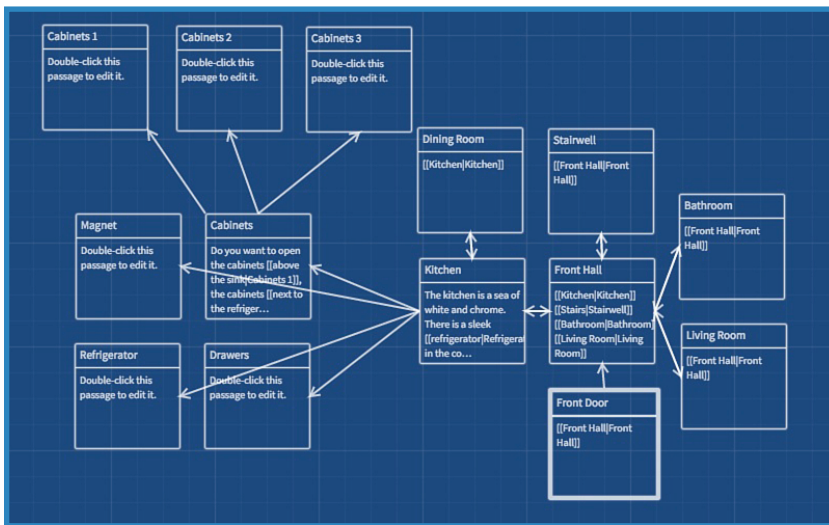 Cabinets 1
Double-click this
passage to edit it.
Cabinets 2
Double-click this
passage to edit it.
Cabinets 3
Double-click this
passage to edit it.
Dining Room
[[Kitchen|Kitchen]]
Stairwell
[[Front Hall|Front
Hall]]
Bathroom
[[Front Hall|Front
Hall]]
Magnet
Double-click this
passage to edit it.
Cabinets
Do you want to open
the cabinets [[above
the sink|Cabinets 1]],
the cabinets [[next to
the refriger...
Kitchen
The kitchen is a sea of
white and chrome.
There is a sleek
[[refrigerator|Refrigerat
in the co...
Front Hall
[[Kitchen|Kitchen]]
[[Stairs|Stairwell]]
[[Bathroom|Bathroom]
[[Living Room|Living
Room]]
Living Room
[[Front Hall|Front
Hall]]
Refrigerator
Double-click this
passage to edit it.
Drawers
Double-click this
passage to edit it.
Front Door
[[Front Hall|Front
Hall]]